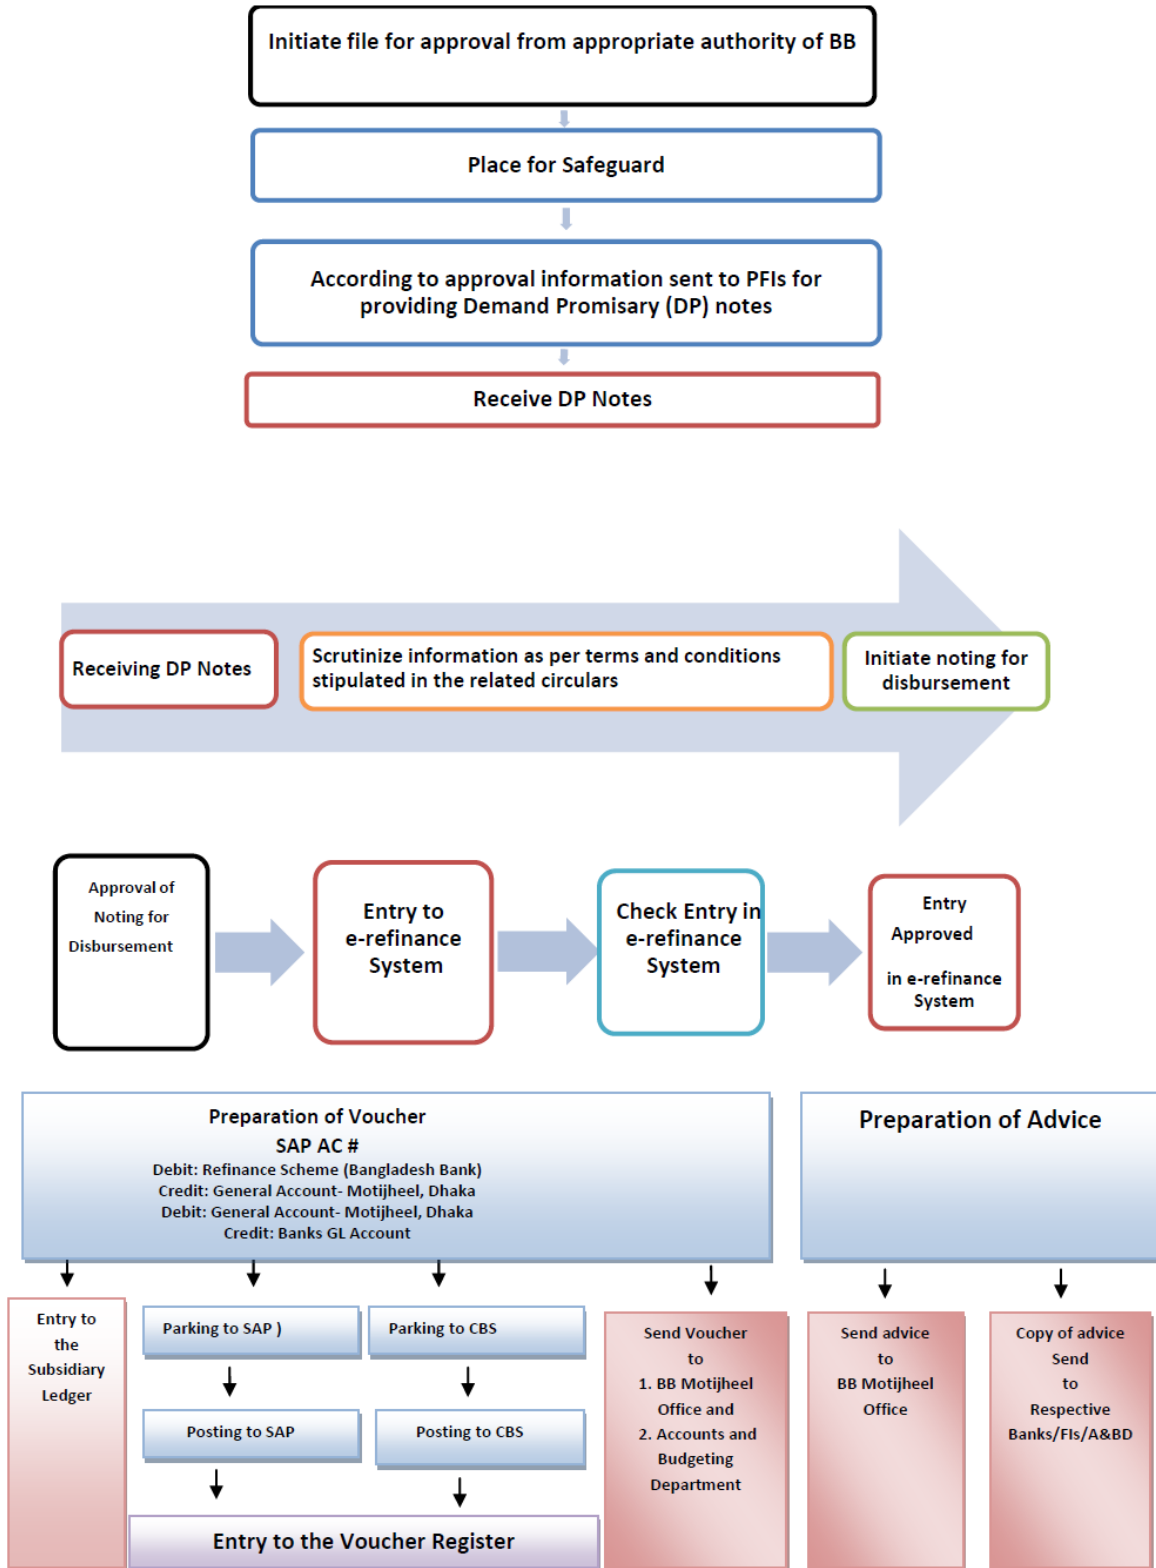 Initiate file for approval from appropriate authority of BB
Place for Safeguard
According to approval information sent to PFIs for
providing Demand Promisary (DP) notes
Receive DP Notes
Receiving DP Notes
Scrutinize information as per terms and conditions
stipulated in the related circulars
Initiate noting for
disbursement
Approval of
Noting for
Disbursement
Entry to
e-refinance
System
Check Entry in
e-refinance
System
Entry
Approved
in e-refinance
System
Preparation of Voucher
SAP AC #
Debit: Refinance Scheme (Bangladesh Bank)
Credit: General Account- Motijheel, Dhaka
Debit: General Account- Motijheel, Dhaka
Credit: Banks GL Account
Preparation of Advice
Entry to
the
Subsidiary
Ledger
Parking to SAP )
Posting to SAP
Parking to CBS
Posting to CBS
Entry to the Voucher Register
Send Voucher
to
1. BB Motijheel
Office and
2. Accounts and
Budgeting
Department
Send advice
to
BB Motijheel
Office
Copy of advice
Send
to
Respective
Banks/FIs/A&BD